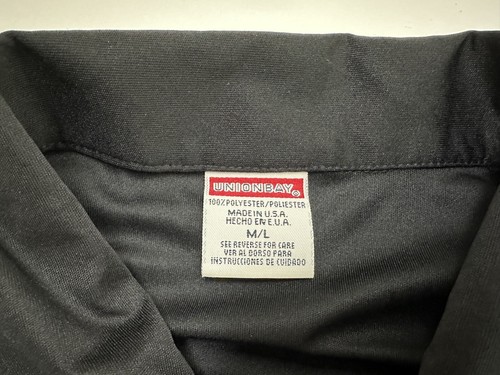 UNIONBAY®
100% POLYESTER/POLIESTER
MADE IN U.S.A.
HECHO EN E.U.A.
M/L
SEE REVERSE FOR CARE
VER AL DORSO PARA
INSTRUCCIONES DE CUIDADO